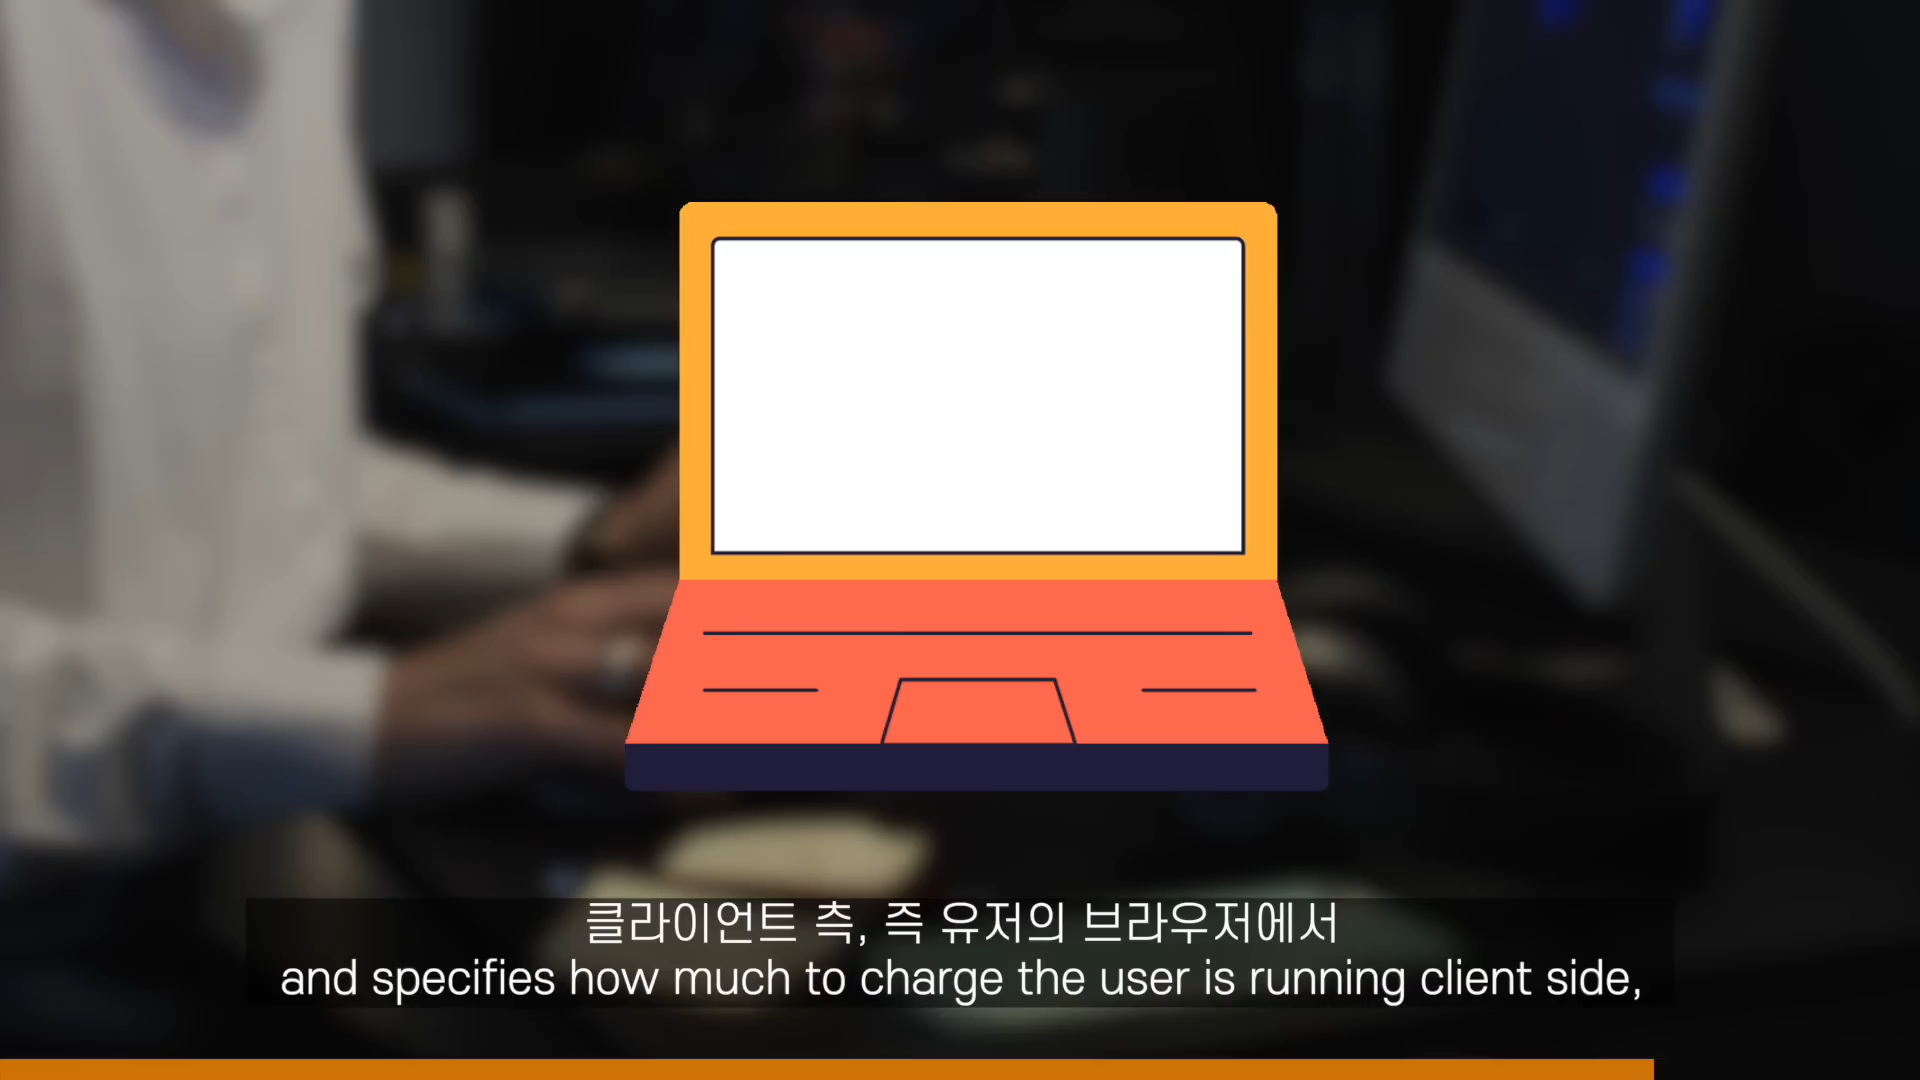 클라이언트 측, 즉 유저의 브라우저에서
and specifies how much to charge the user is running client side,